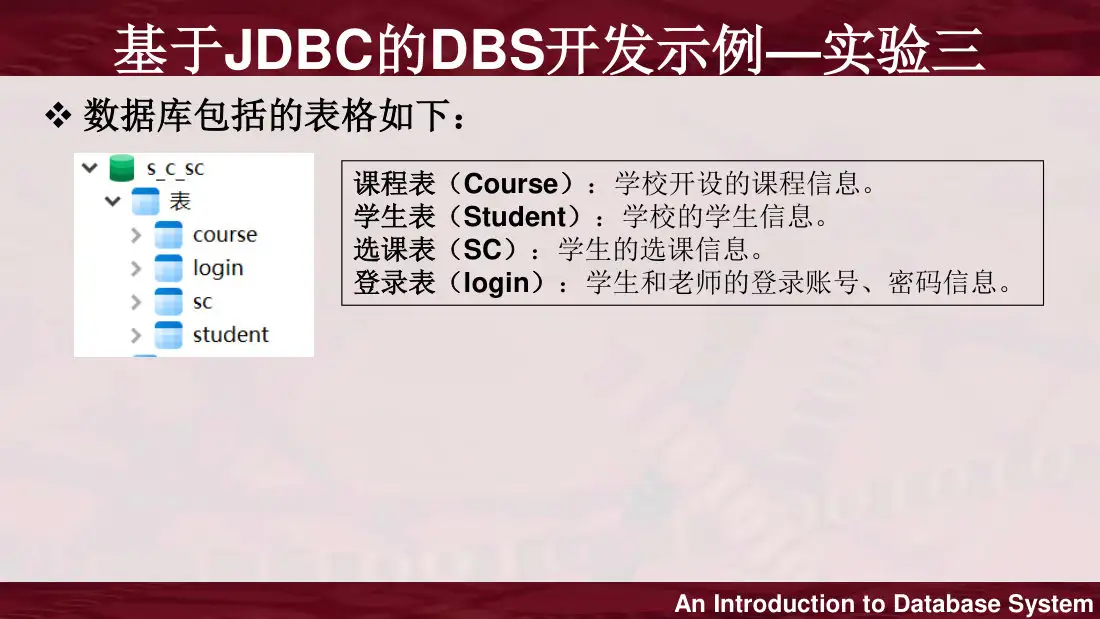 基于JDBC的DBS开发示例—实验三
❖ 数据库包括的表格如下：
s_c_sc
表
course
login
sc
student
课程表（Course）：学校开设的课程信息。
学生表（Student）：学校的学生信息。
选课表（SC）：学生的选课信息。
登录表（login）：学生和老师的登录账号、密码信息。
An Introduction to Database System